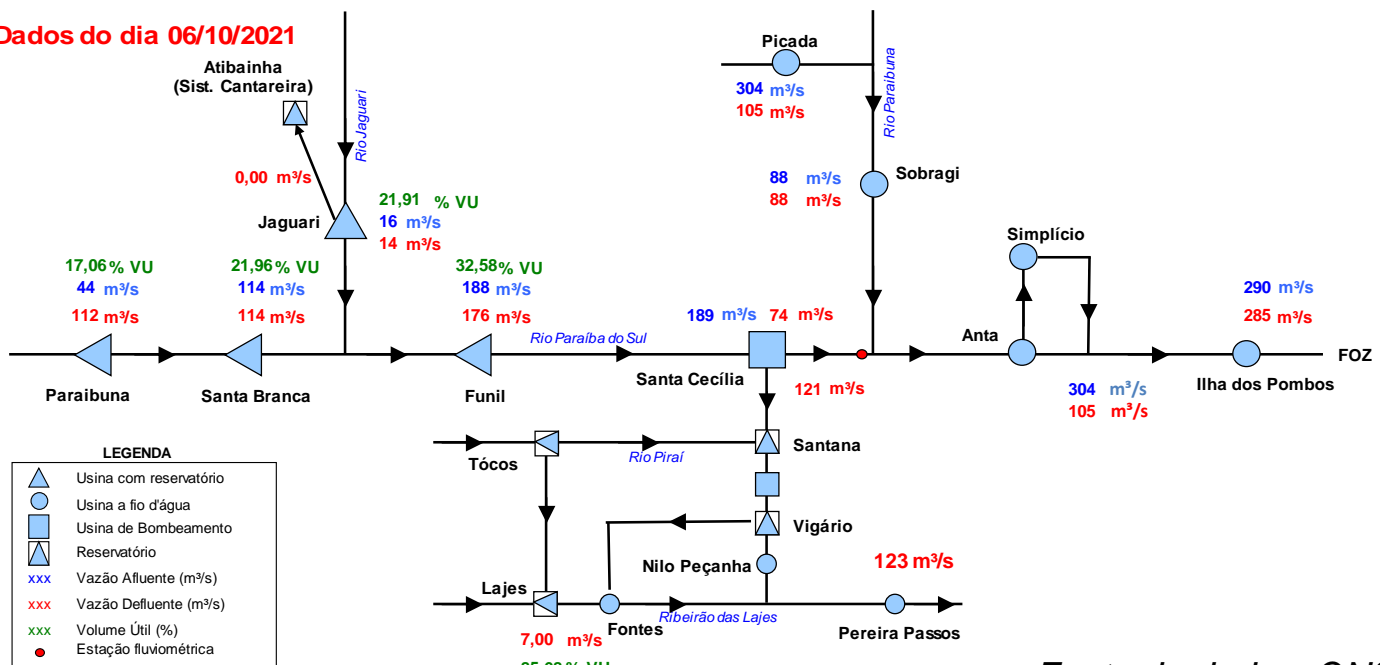 Dados do dia 06/10/2021
Atibainha
(Sist. Cantareira)
Rio Jaguari
0,00 m³/s
Jaguari
21,91 % VU
16 m³/s
14 m³/s
Picada
304 m³/s
105 m³/s
Rio Paraibuna
88 m³/s
88 m³/s
Sobragi
Simplício
17,06 % VU
44 m³/s
112 m³/s
Paraibuna
21,96 % VU
114 m³/s
114 m³/s
Santa Branca
32,58 % VU
188 m³/s
176 m³/s
Funil
Rio Paraíba do Sul
189 m³/s 74 m³/s
Santa Cecília
121 m³/s
Anta
304 m³/s
105 m³/s
290 m³/s
285 m³/s
Ilha dos Pombos
FOZ
Tócos
Rio Piraí
Santana
Vigário
Nilo Peçanha
123 m³/s
Lajes
7,00 m³/s
Fontes
Ribeirão das Lajes
Pereira Passos
LEGENDA
Usina com reservatório
Usina a fio d'água
Usina de Bombeamento
Reservatório
xxx Vazão Afluente (m³/s)
xxx Vazão Defluente (m³/s)
xxx Volume Útil (%)
Estação fluviométrica